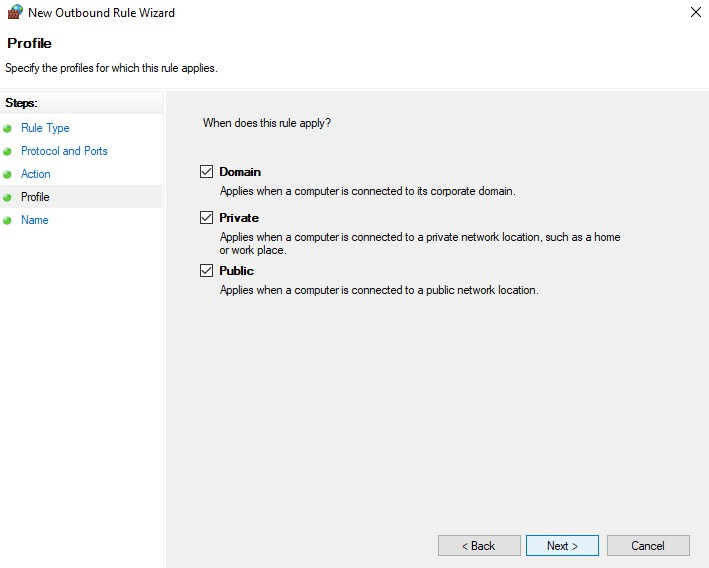 New Outbound Rule Wizard
Profile
Specify the profiles for which this rule applies.
Steps:
Rule Type
Protocol and Ports
Action
Profile
Name
When does this rule apply?
Domain
Applies when a computer is connected to its corporate domain.
Private
Applies when a computer is connected to a private network location, such as a home
or work place.
Public
Applies when a computer is connected to a public network location.
< Back
Next >
Cancel